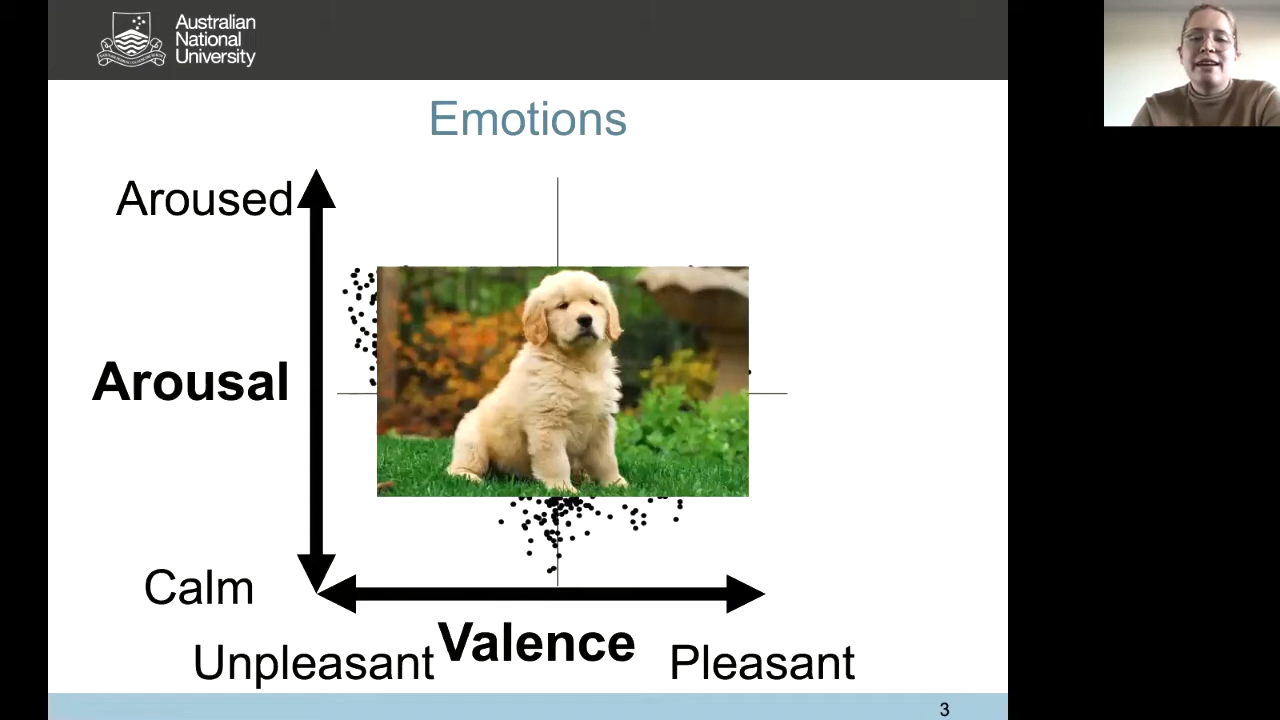 Australian
National
University
Emotions
Aroused
Arousal
Calm
Valence
Unpleasant
Pleasant
3